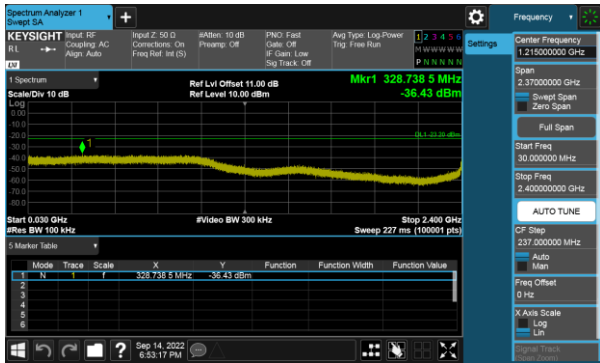 Spectrum Analyzer 1
Swept SA
Frequency
KEYSIGHT
RL
Input: RF
Coupling: AC
Align: Auto
Input Z: 50 Ω
Corrections: On
Freq Ref: Int (S)
#Atten: 10 dB
Preamp: Off
PNO: Fast
Gate: Off
IF Gain: Low
Sig Track: Off
Avg Type: Log-Power
Trig: Free Run
1 2 3 4 5 6
M W W W W W
P N N N N N
LXI
1 Spectrum
Scale/Div 10 dB
Ref Lvl Offset 11.00 dB
Ref Level 10.00 dBm
Mkr1 328.738 5 MHz
-36.43 dBm
Log
0.00
-10.0
-20.0
-30.0
-40.0
-50.0
-60.0
-70.0
-80.0
1
DL1 -23.20 dBm
Start 0.030 GHz
#Res BW 100 kHz
#Video BW 300 kHz
Stop 2.400 GHz
Sweep 227 ms (100001 pts)
5 Marker Table
Mode Trace Scale X Y Function Function Width Function Value
1 N 1 f 328.738 5 MHz -36.43 dBm
2
3
4
5
6
Sep 14, 2022
6:53:17 PM
Settings
Center Frequency
1.215000000 GHz
Span
2.37000000 GHz
Swept Span
Zero Span
Full Span
Start Freq
30.000000 MHz
Stop Freq
2.400000000 GHz
AUTO TUNE
CF Step
237.000000 MHz
Auto
Man
Freq Offset
0 Hz
X Axis Scale
Log
Lin
Signal Track
(Span Zoom)